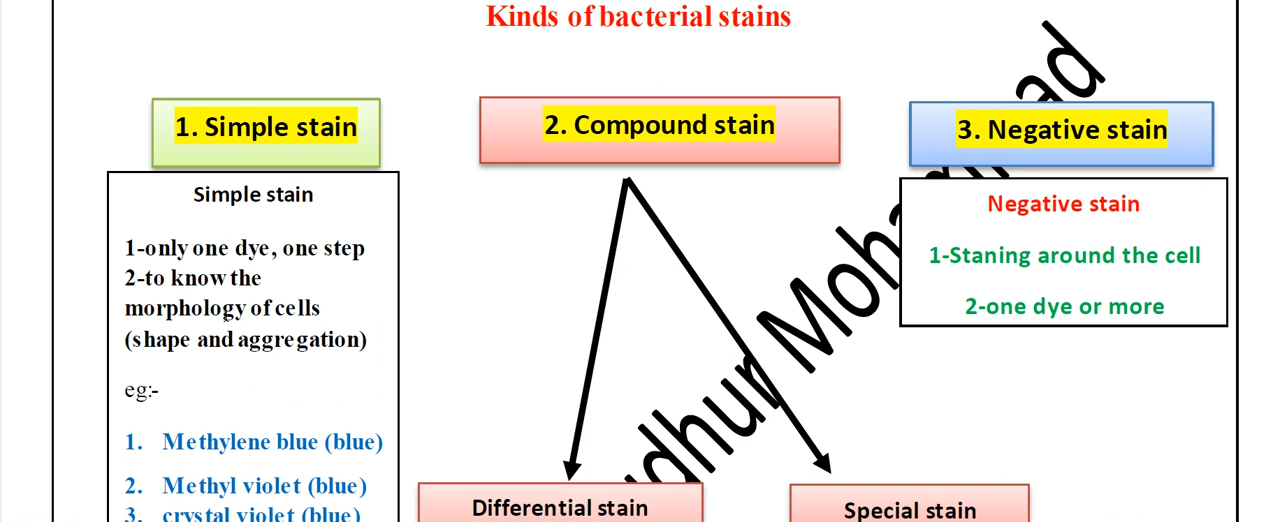 Kinds of bacterial stains
1. Simple stain
2. Compound stain
3. Negative stain
Simple stain
1-only one dye, one step
2-to know the
morphology of cells
(shape and aggregation)
eg:-
1. Methylene blue (blue)
2. Methyl violet (blue)
3. crystal violet (blue)
Negative stain
1-Staning around the cell
2-one dye or more
Differential stain
Special stain